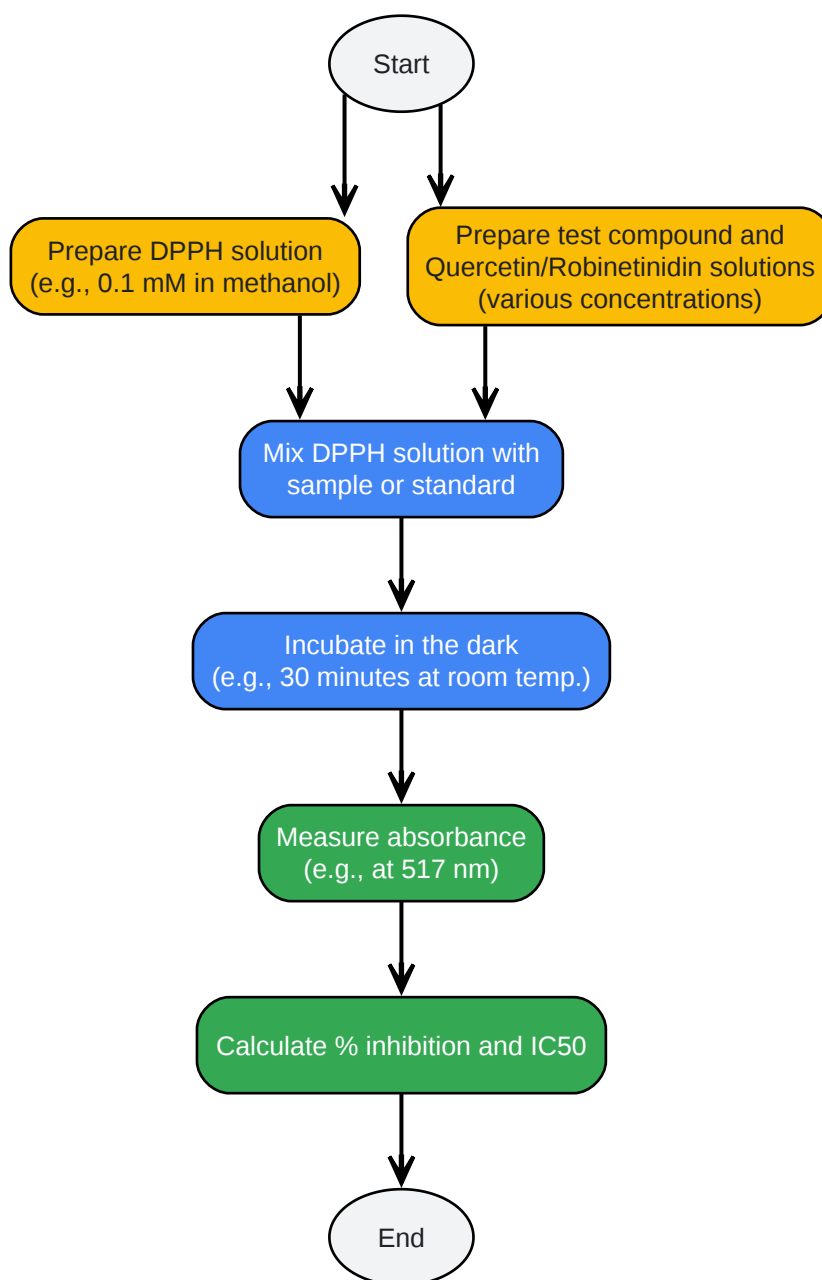 Start
Prepare DPPH solution
(e.g., 0.1 mM in methanol)
Prepare test compound and
Quercetin/Robinetinidin solutions
(various concentrations)
Mix DPPH solution with
sample or standard
Incubate in the dark
(e.g., 30 minutes at room temp.)
Measure absorbance
(e.g., at 517 nm)
Calculate % inhibition and IC50
End